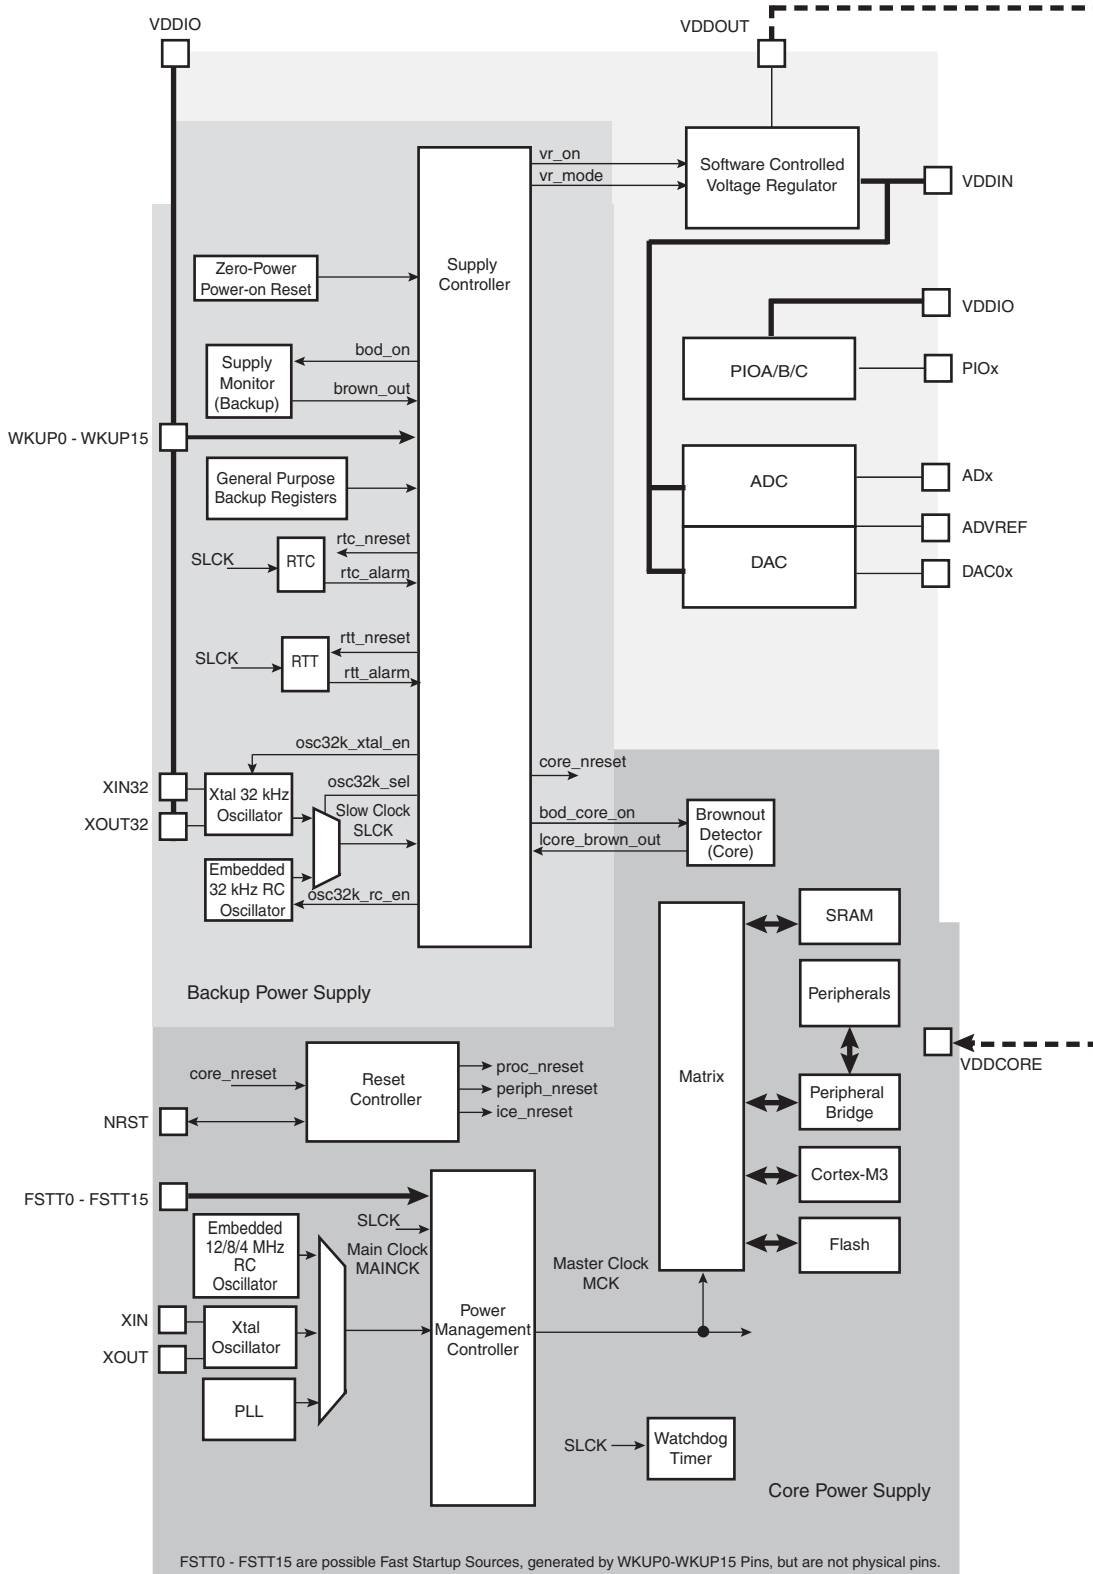 VDDIO
VDDOUT
vr_on
vr_mode
Software Controlled
Voltage Regulator
VDDIN
Zero-Power
Power-on Reset
Supply
Controller
VDDIO
bod_on
Supply
Monitor
(Backup)
brown_out
PIOA/B/C
PIOx
WKUP0 - WKUP15
General Purpose
Backup Registers
ADC
ADx
ADVREF
rtc_nreset
SLCK
RTC
rtc_alarm
DAC
DAC0x
rtt_nreset
SLCK
RTT
rtt_alarm
osc32k_xtal_en
core_nreset
XIN32
Xtal 32 kHz
Oscillator
osc32k_sel
Slow Clock
SLCK
XOUT32
bod_core_on
lcore_brown_out
Brownout
Detector
(Core)
Embedded
32 kHz RC
Oscillator
osc32k_rc_en
SRAM
Backup Power Supply
Peripherals
VDDCORE
core_nreset
Reset
Controller
proc_nreset
periph_nreset
ice_nreset
Matrix
Peripheral
Bridge
NRST
Cortex-M3
FSTT0 - FSTT15
SLCK
Embedded
12/8/4 MHz
RC
Oscillator
Main Clock
MAINCK
Master Clock
MCK
Flash
XIN
Xtal
Oscillator
XOUT
Power
Management
Controller
PLL
SLCK
Watchdog
Timer
Core Power Supply
FSTT0 - FSTT15 are possible Fast Startup Sources, generated by WKUP0-WKUP15 Pins, but are not physical pins.